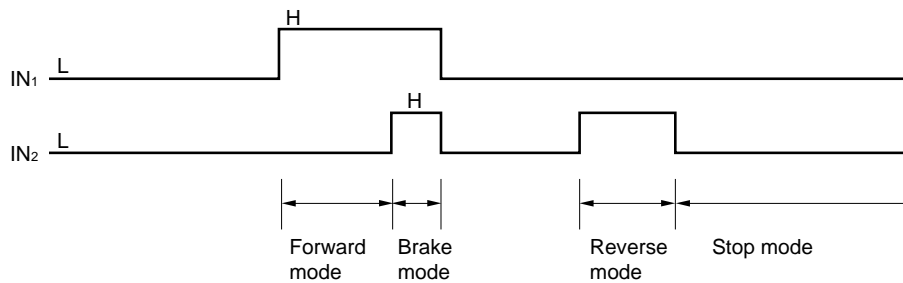 H
L
IN₁
H
L
IN₂
Forward mode
Brake mode
Reverse mode
Stop mode